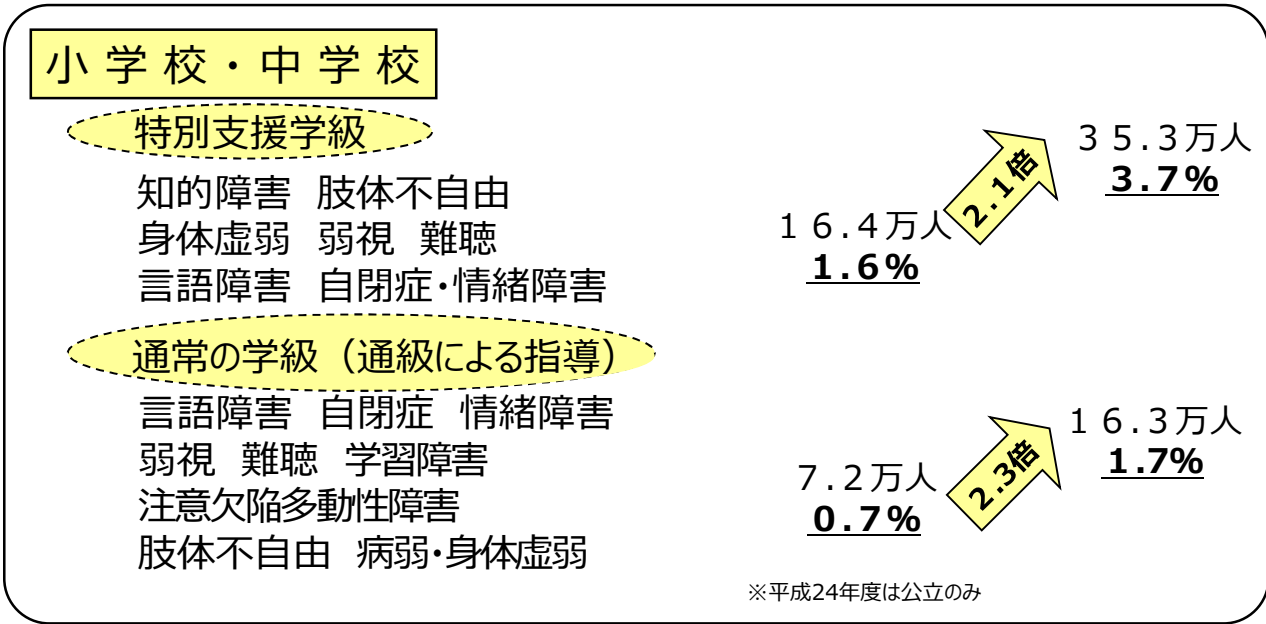 小学校・中学校
特別支援学級
知的障害 肢体不自由
身体虚弱 弱視 難聴
言語障害 自閉症・情緒障害
16.4万人
1.6%
2.1倍
35.3万人
3.7%
通常の学級（通級による指導）
言語障害 自閉症 情緒障害
弱視 難聴 学習障害
注意欠陥多動性障害
肢体不自由 病弱・身体虚弱
7.2万人
0.7%
2.3倍
16.3万人
1.7%
※平成24年度は公立のみ